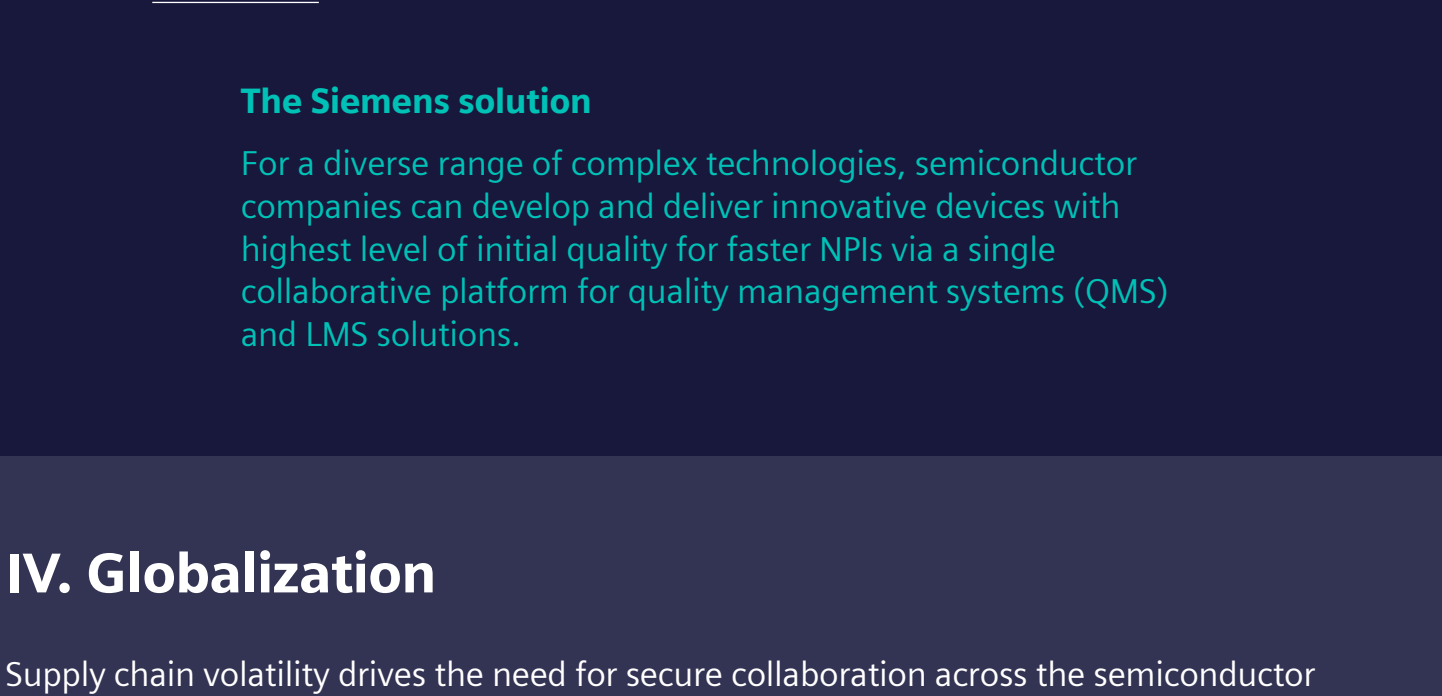 The Siemens solution
For a diverse range of complex technologies, semiconductor
companies can develop and deliver innovative devices with
highest level of initial quality for faster NPIs via a single
collaborative platform for quality management systems (QMS)
and LMS solutions.
IV. Globalization
Supply chain volatility drives the need for secure collaboration across the semiconductor